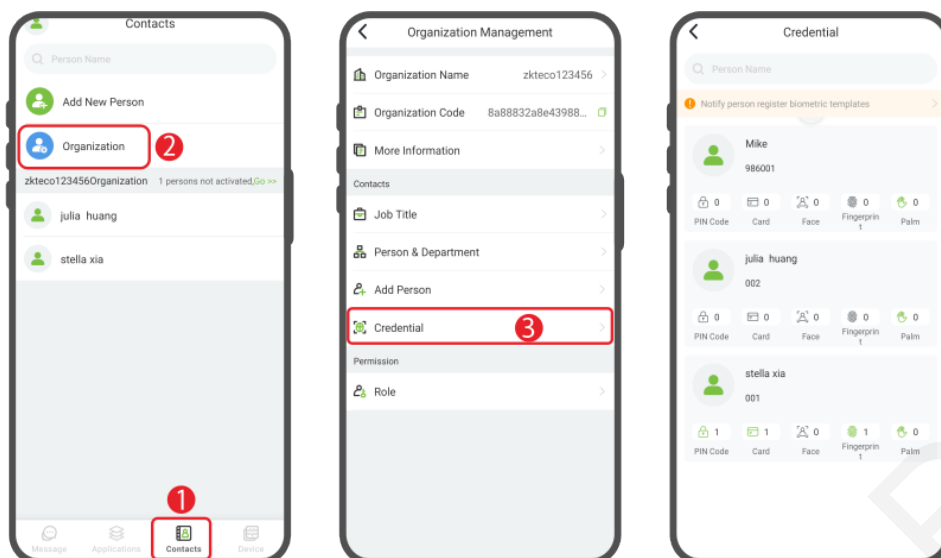 Contacts
Person Name
Add New Person
Organization
2
zkteco123456Organization 1 persons not activated,Go >>
julia huang
stella xia
1
Message Applications Contacts Device
Organization Management
Organization Name zkteco123456
Organization Code 8a88832a8e43988...
More Information
Contacts
Job Title
Person & Department
Add Person
Credential 3
Permission
Role
Credential
Person Name
Notify person register biometric templates
Mike
986001
0 0 0 0 0
PIN Code Card Face Fingerprin Palm
t
julia huang
002
0 0 0 0 0
PIN Code Card Face Fingerprin Palm
t
stella xia
001
1 1 0 1 0
PIN Code Card Face Fingerprin Palm
t